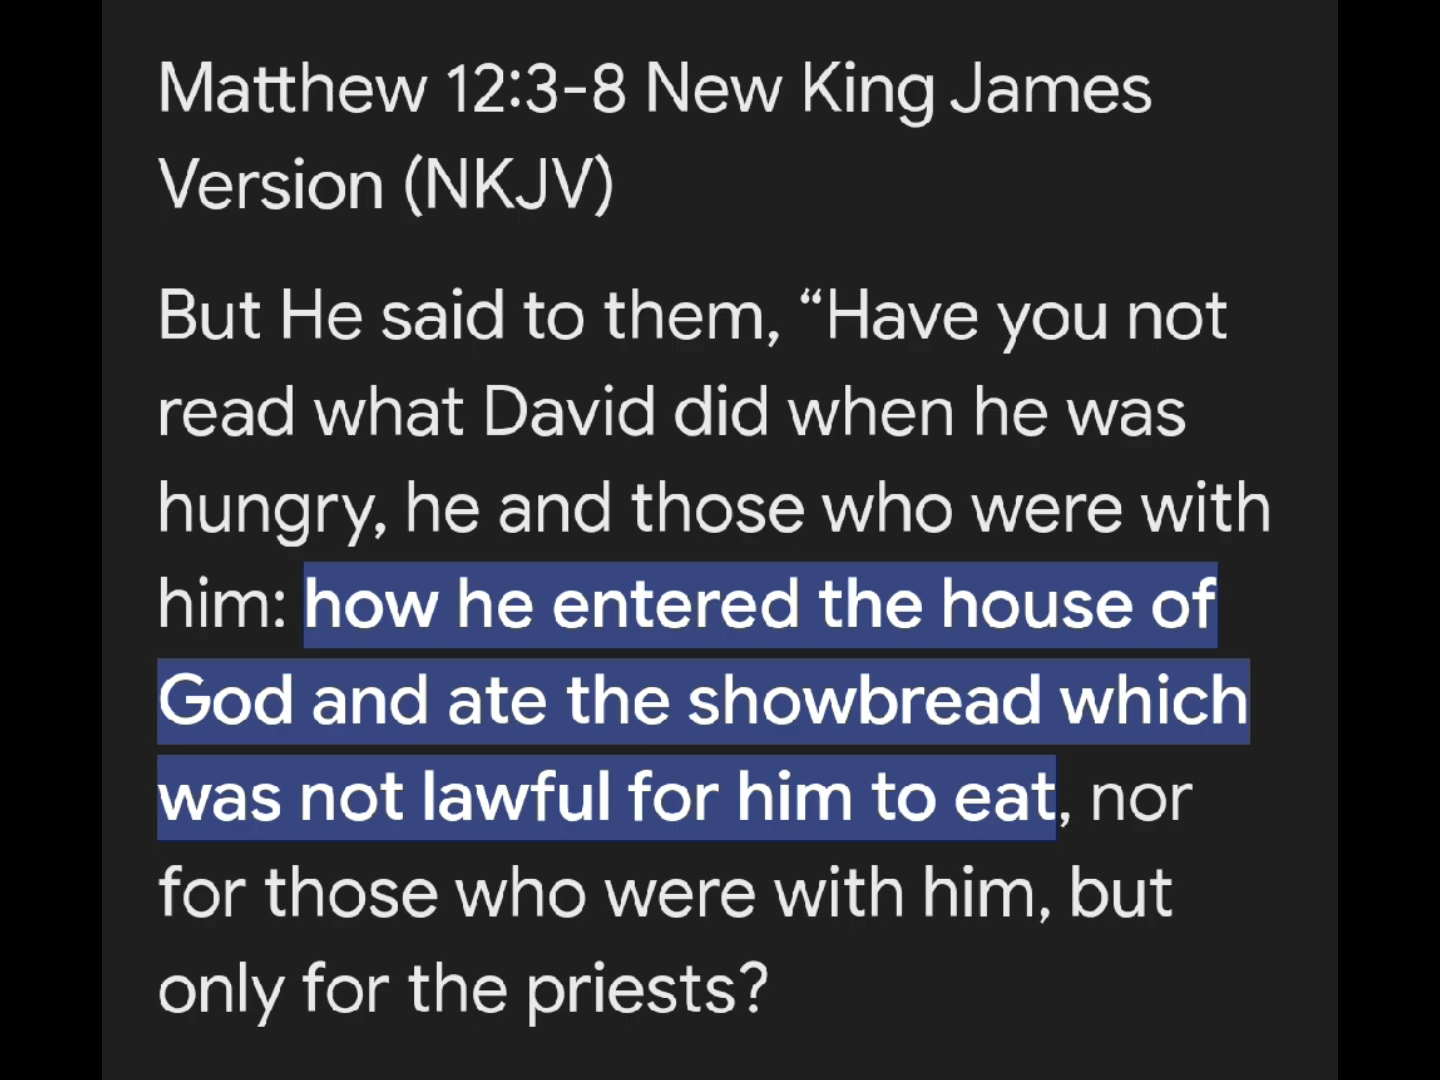 Matthew 12:3-8 New King James
Version (NKJV)
But He said to them, “Have you not
read what David did when he was
hungry, he and those who were with
him: how he entered the house of
God and ate the showbread which
was not lawful for him to eat, nor
for those who were with him, but
only for the priests?